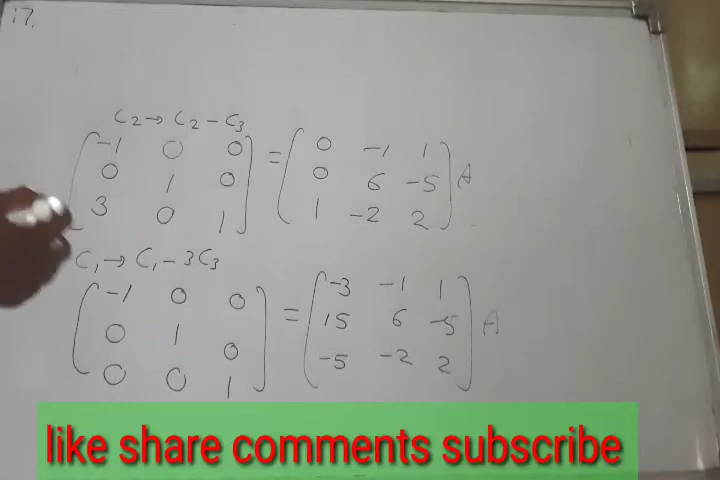 17.
C2 → C2 - C3
-1 0 0 = 0 -1 1 A
0 1 0 0 6 -5
3 0 1 1 -2 2
C1 → C1 - 3C3
-1 0 0 = -3 -1 1 A
0 1 0 15 6 -5
0 0 1 -5 -2 2
like share comments subscribe